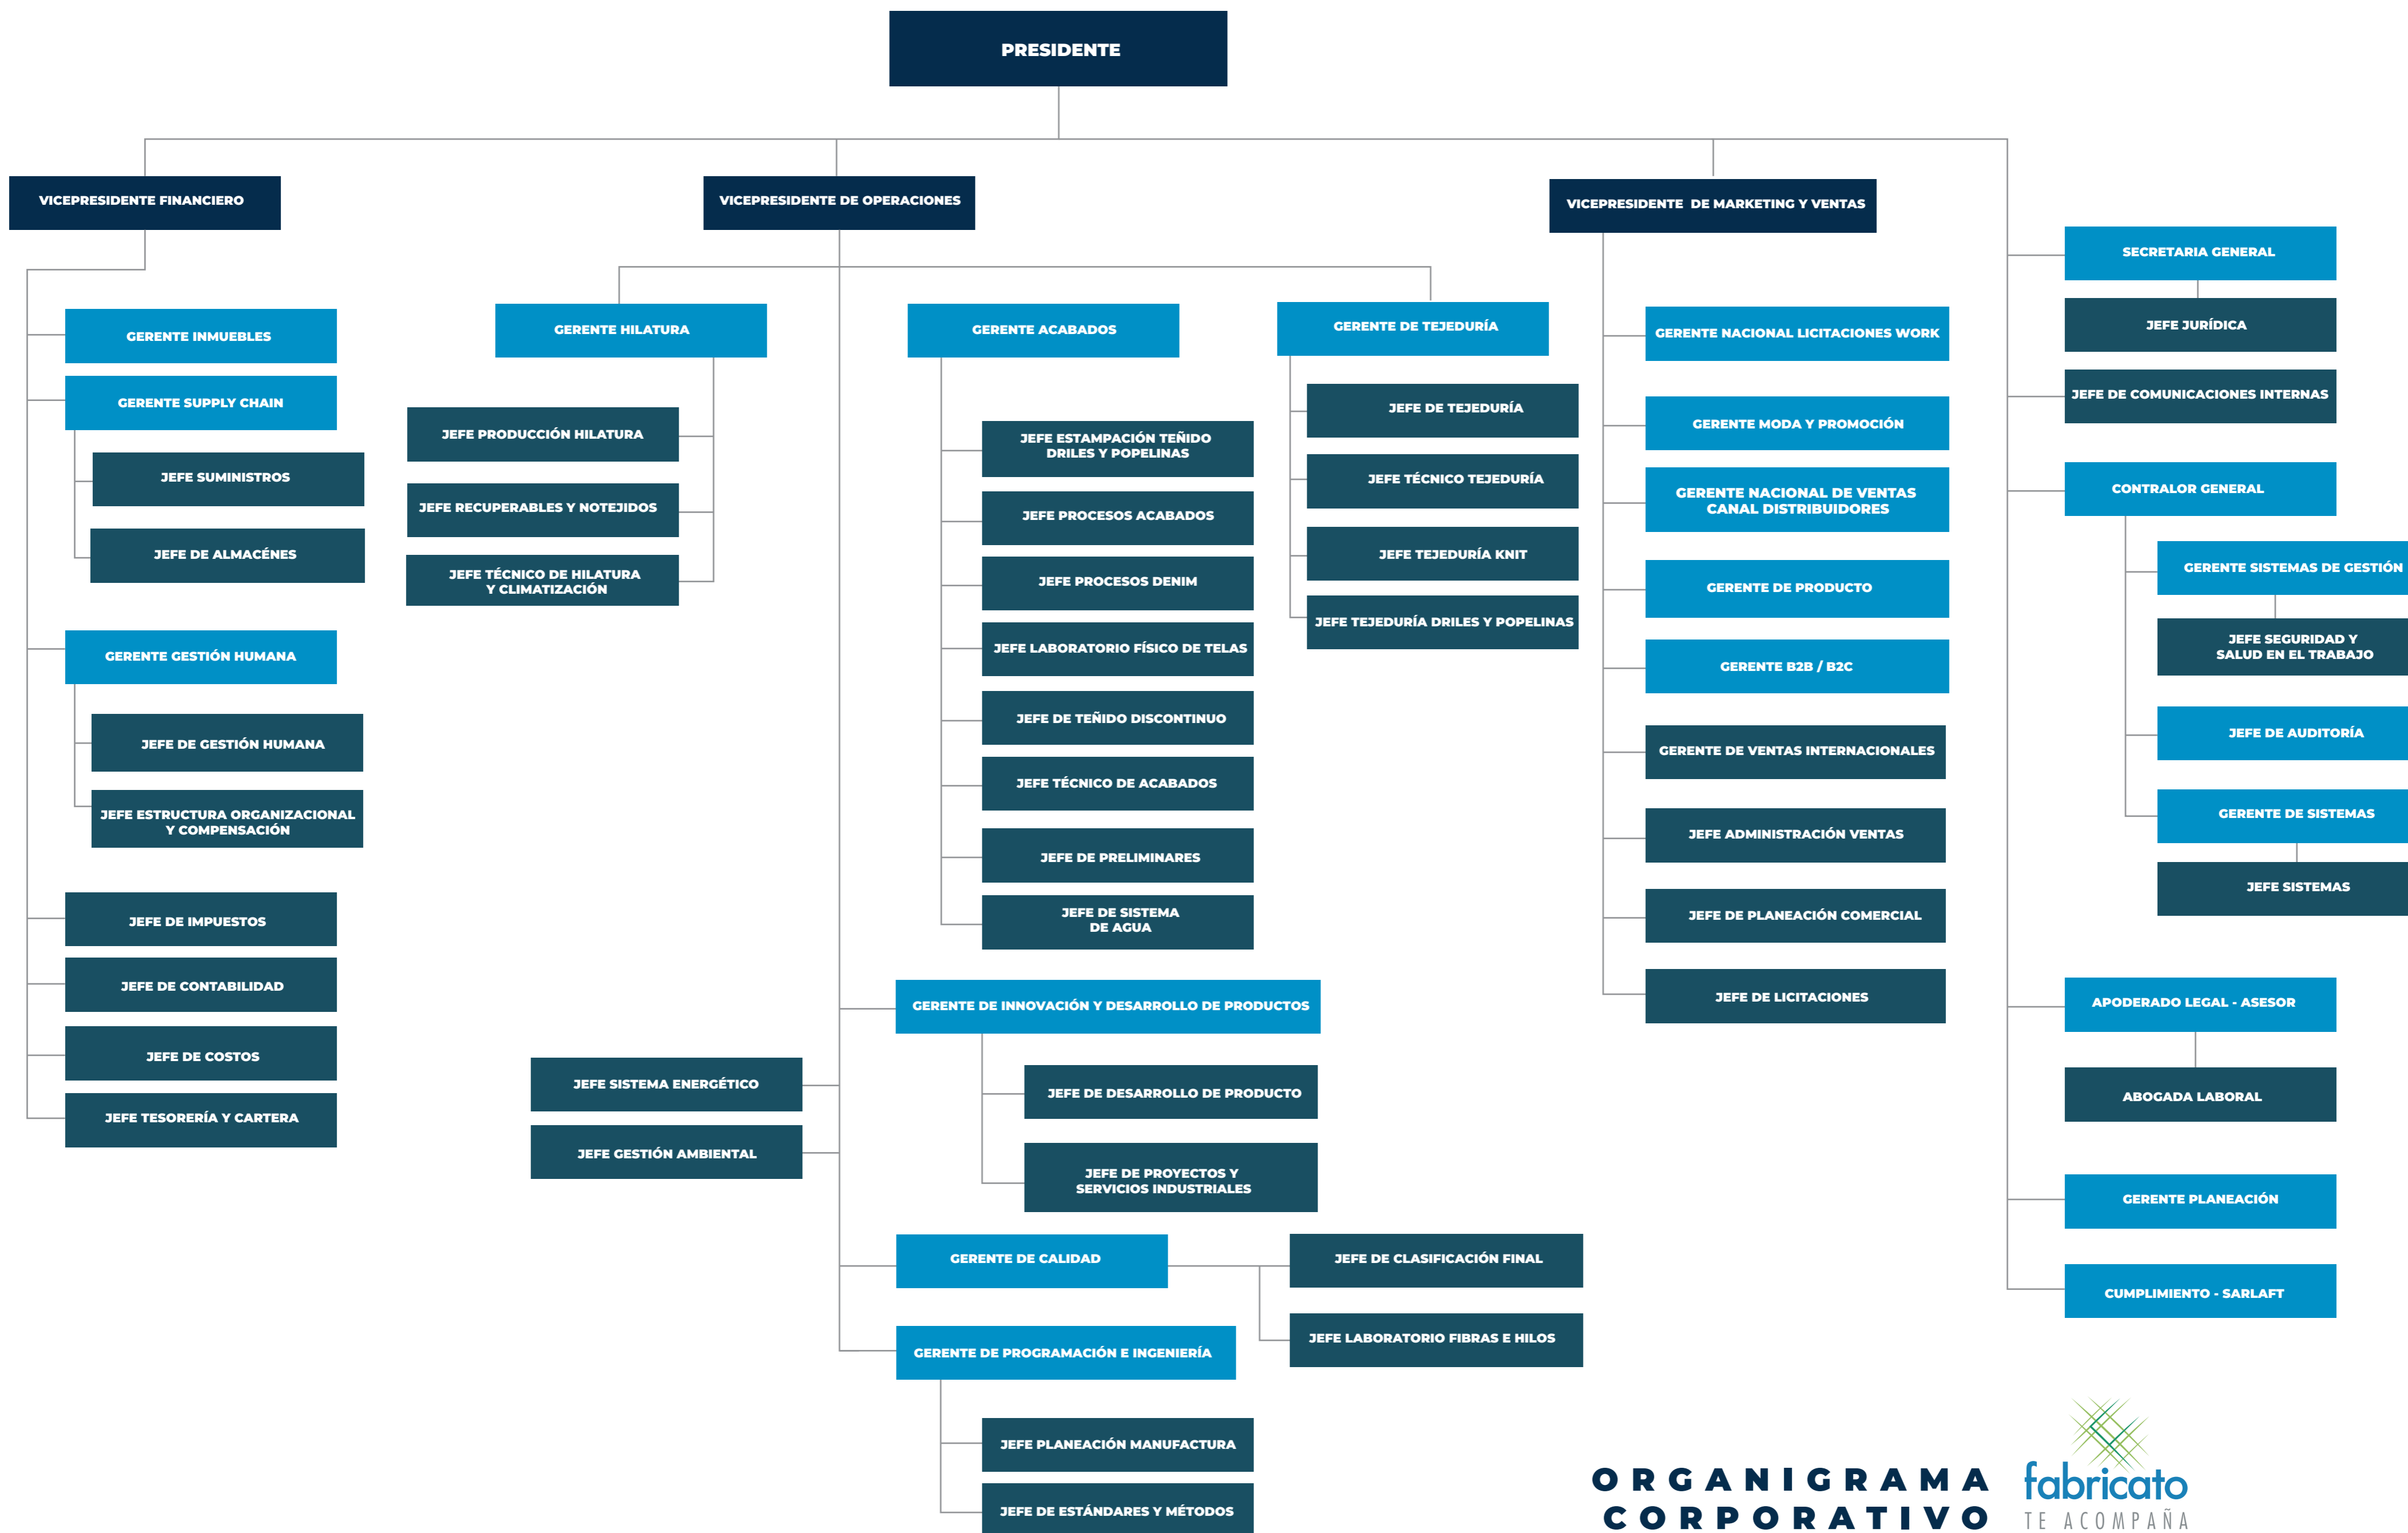 PRESIDENTE
VICEPRESIDENTE FINANCIERO
GERENTE INMUEBLES
GERENTE SUPPLY CHAIN
JEFE SUMINISTROS
JEFE DE ALMACÉNES
GERENTE GESTIÓN HUMANA
JEFE DE GESTIÓN HUMANA
JEFE ESTRUCTURA ORGANIZACIONAL
Y COMPENSACIÓN
JEFE DE IMPUESTOS
JEFE DE CONTABILIDAD
JEFE DE COSTOS
JEFE TESORERÍA Y CARTERA
VICEPRESIDENTE DE OPERACIONES
GERENTE HILATURA
JEFE PRODUCCIÓN HILATURA
JEFE RECUPERABLES Y NOTEJIDOS
JEFE TÉCNICO DE HILATURA
Y CLIMATIZACIÓN
GERENTE ACABADOS
JEFE ESTAMPACIÓN TEÑIDO
DRILES Y POPELINAS
JEFE PROCESOS ACABADOS
JEFE PROCESOS DENIM
JEFE LABORATORIO FÍSICO DE TELAS
JEFE DE TEÑIDO DISCONTINUO
JEFE TÉCNICO DE ACABADOS
JEFE DE PRELIMINARES
JEFE DE SISTEMA
DE AGUA
GERENTE DE TEJEDURÍA
JEFE DE TEJEDURÍA
JEFE TÉCNICO TEJEDURÍA
JEFE TEJEDURÍA KNIT
JEFE TEJEDURÍA DRILES Y POPELINAS
GERENTE DE INNOVACIÓN Y DESARROLLO DE PRODUCTOS
JEFE DE DESARROLLO DE PRODUCTO
JEFE DE PROYECTOS Y
SERVICIOS INDUSTRIALES
JEFE SISTEMA ENERGÉTICO
JEFE GESTIÓN AMBIENTAL
GERENTE DE CALIDAD
JEFE DE CLASIFICACIÓN FINAL
JEFE LABORATORIO FIBRAS E HILOS
GERENTE DE PROGRAMACIÓN E INGENIERÍA
JEFE PLANEACIÓN MANUFACTURA
JEFE DE ESTÁNDARES Y MÉTODOS
VICEPRESIDENTE DE MARKETING Y VENTAS
GERENTE NACIONAL LICITACIONES WORK
GERENTE MODA Y PROMOCIÓN
GERENTE NACIONAL DE VENTAS
CANAL DISTRIBUIDORES
GERENTE DE PRODUCTO
GERENTE B2B / B2C
GERENTE DE VENTAS INTERNACIONALES
JEFE ADMINISTRACIÓN VENTAS
JEFE DE PLANEACIÓN COMERCIAL
JEFE DE LICITACIONES
SECRETARIA GENERAL
JEFE JURÍDICA
JEFE DE COMUNICACIONES INTERNAS
CONTRALOR GENERAL
GERENTE SISTEMAS DE GESTIÓN
JEFE SEGURIDAD Y
SALUD EN EL TRABAJO
JEFE DE AUDITORÍA
GERENTE DE SISTEMAS
JEFE SISTEMAS
APODERADO LEGAL - ASESOR
ABOGADA LABORAL
GERENTE PLANEACIÓN
CUMPLIMIENTO - SARLAFT
ORGANIGRAMA
CORPORATIVO
fabricato
TE ACOMPAÑA